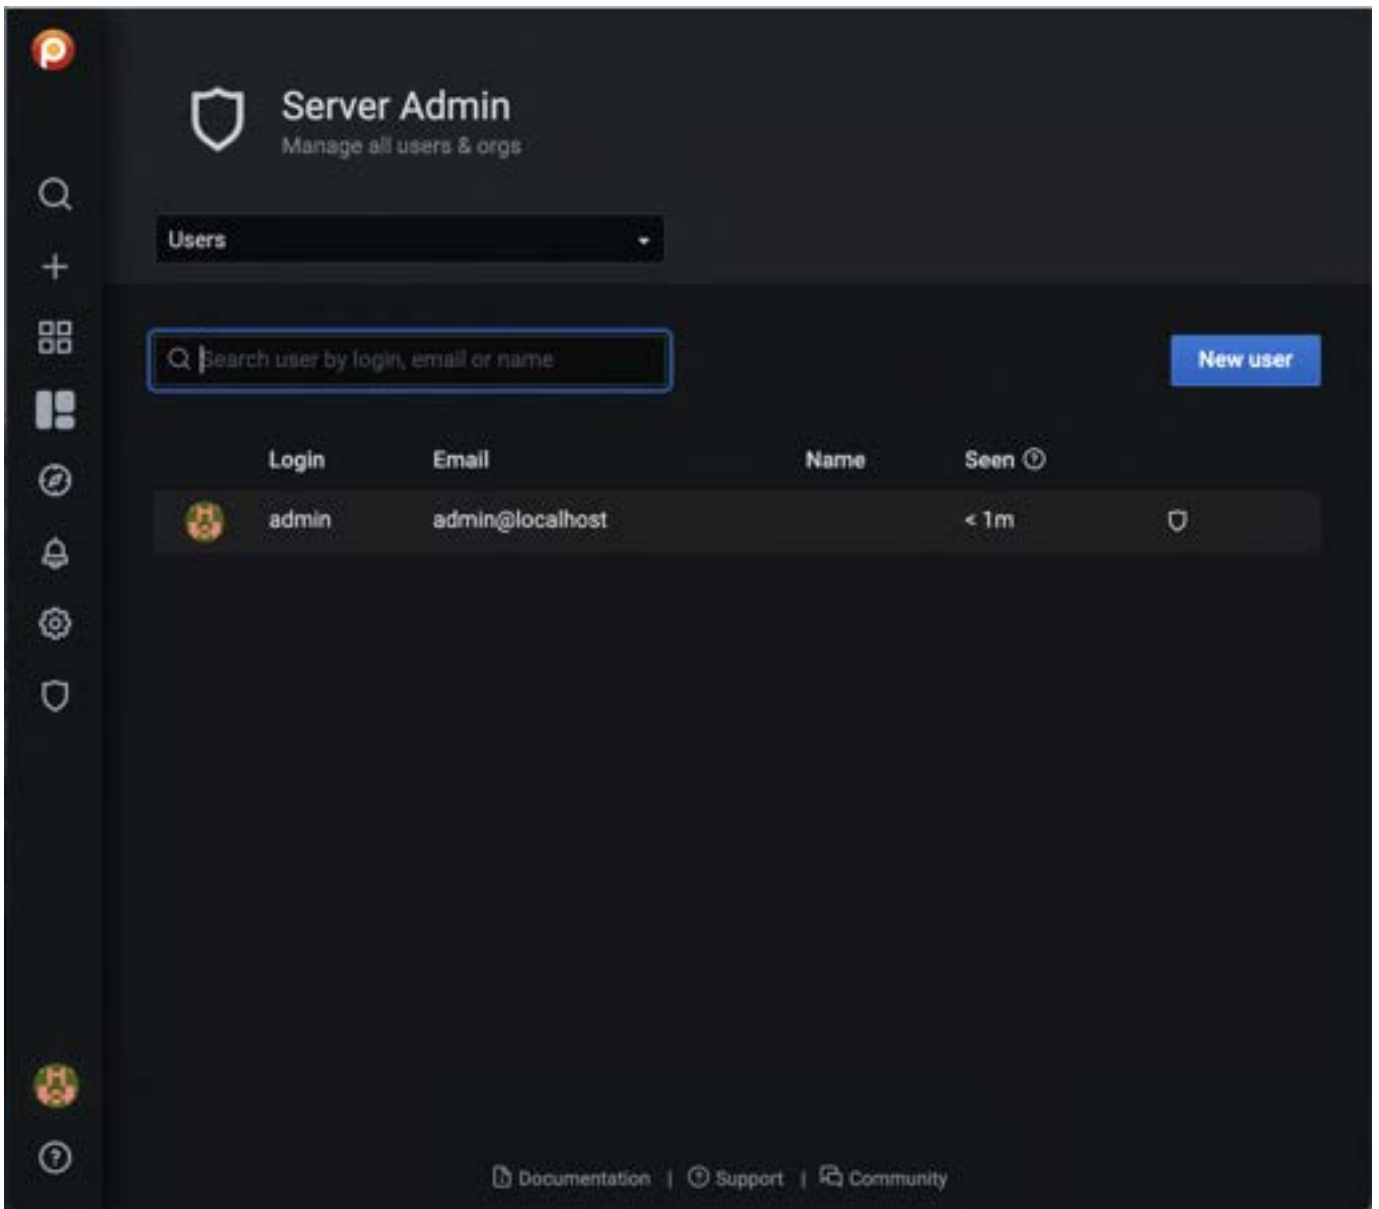 Server Admin
Manage all users & orgs
Users
Search user by login, email or name
New user
Login Email Name Seen
admin admin@localhost < 1m
Documentation | Support | Community